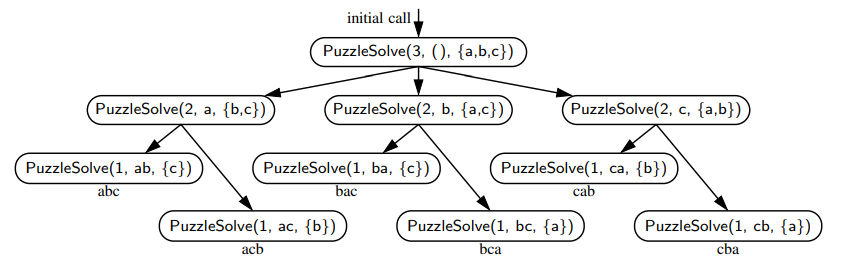 initial call
PuzzleSolve(3, ( ), {a,b,c})
PuzzleSolve(2, a, {b,c})
PuzzleSolve(2, b, {a,c})
PuzzleSolve(2, c, {a,b})
PuzzleSolve(1, ab, {c})
PuzzleSolve(1, ba, {c})
PuzzleSolve(1, ca, {b})
abc
bac
cab
PuzzleSolve(1, ac, {b})
PuzzleSolve(1, bc, {a})
PuzzleSolve(1, cb, {a})
acb
bca
cba